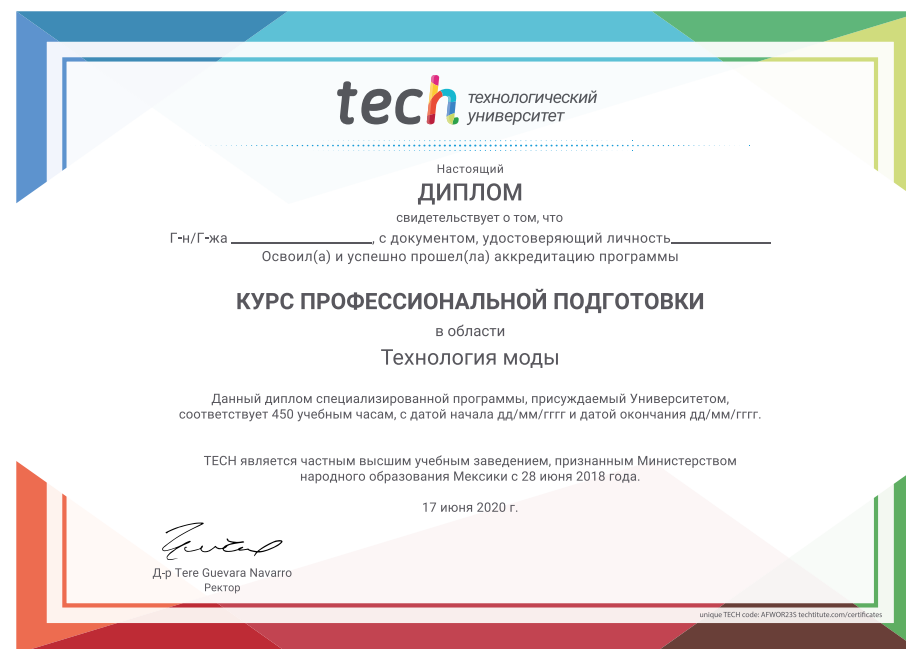 tech технологический
университет
Настоящий
ДИПЛОМ
свидетельствует о том, что
Г-н/Г-жа , с документом, удостоверяющий личность
Освоил(а) и успешно прошел(ла) аккредитацию программы
КУРС ПРОФЕССИОНАЛЬНОЙ ПОДГОТОВКИ
в области
Технология моды
Данный диплом специализированной программы, присуждаемый Университетом,
соответствует 450 учебным часам, с датой начала дд/мм/гггг и датой окончания дд/мм/гггг.
TECH является частным высшим учебным заведением, признанным Министерством
народного образования Мексики с 28 июня 2018 года.
17 июня 2020 г.
Д-р Tere Guevara Navarro
Ректор
unique TECH code: AFWOR235 techtitute.com/certificates